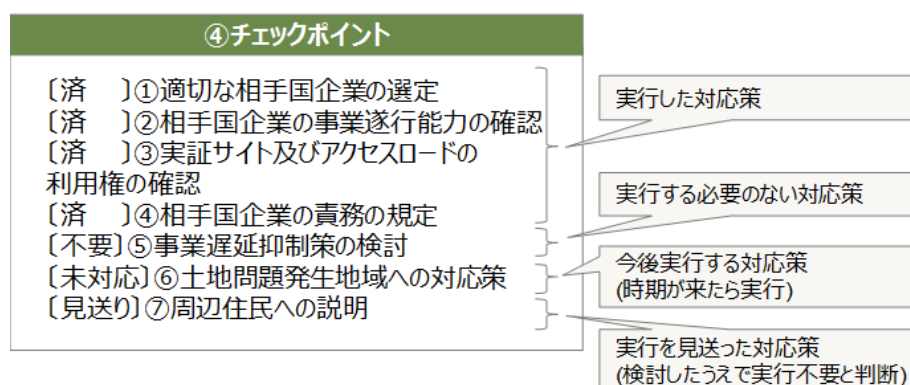 ④チェックポイント
〔済　〕①適切な相手国企業の選定
〔済　〕②相手国企業の事業遂行能力の確認
〔済　〕③実証サイト及びアクセスロードの
利用権の確認
〔済　〕④相手国企業の責務の規定
〔不要〕⑤事業遅延抑制策の検討
〔未対応〕⑥土地問題発生地域への対応策
〔見送り〕⑦周辺住民への説明
実行した対応策
実行する必要のない対応策
今後実行する対応策
(時期が来たら実行)
実行を見送った対応策
(検討したうえで実行不要と判断)